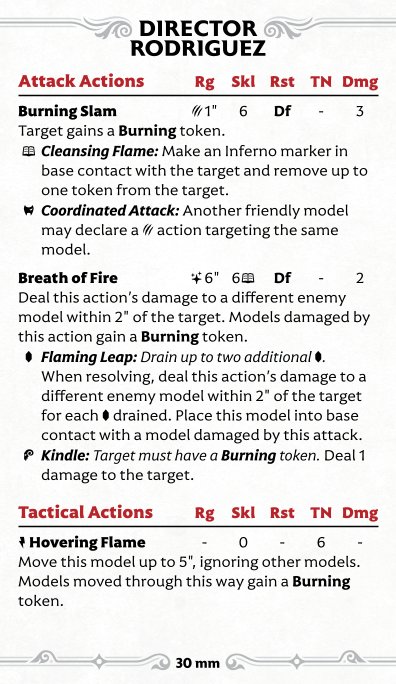 DIRECTOR
RODRIGUEZ
Attack Actions Rg Skl Rst TN Dmg
Burning Slam 1" 6 Df - 3
Target gains a Burning token.
Cleansing Flame: Make an Inferno marker in
base contact with the target and remove up to
one token from the target.
Coordinated Attack: Another friendly model
may declare a action targeting the same
model.
Breath of Fire 6" 6 Df - 2
Deal this action's damage to a different enemy
model within 2" of the target. Models damaged by
this action gain a Burning token.
Flaming Leap: Drain up to two additional .
When resolving, deal this action's damage to a
different enemy model within 2" of the target
for each drained. Place this model into base
contact with a model damaged by this attack.
Kindle: Target must have a Burning token. Deal 1
damage to the target.
Tactical Actions Rg Skl Rst TN Dmg
Hovering Flame - 0 - 6 -
Move this model up to 5", ignoring other models.
Models moved through this way gain a Burning
token.
30 mm